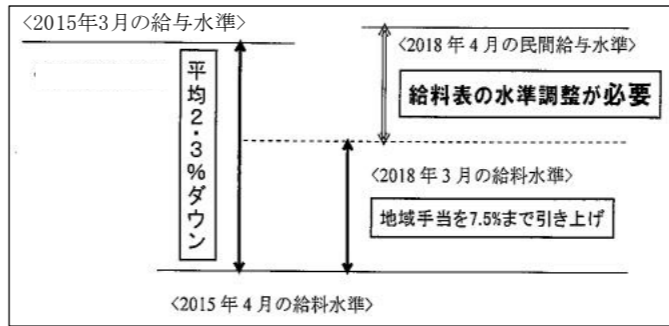 〈2015年3月の給与水準〉
〈2018年4月の民間給与水準〉
平均2・3%ダウン
給料表の水準調整が必要
〈2018年3月の給料水準〉
地域手当を7.5%まで引き上げ
〈2015年4月の給料水準〉